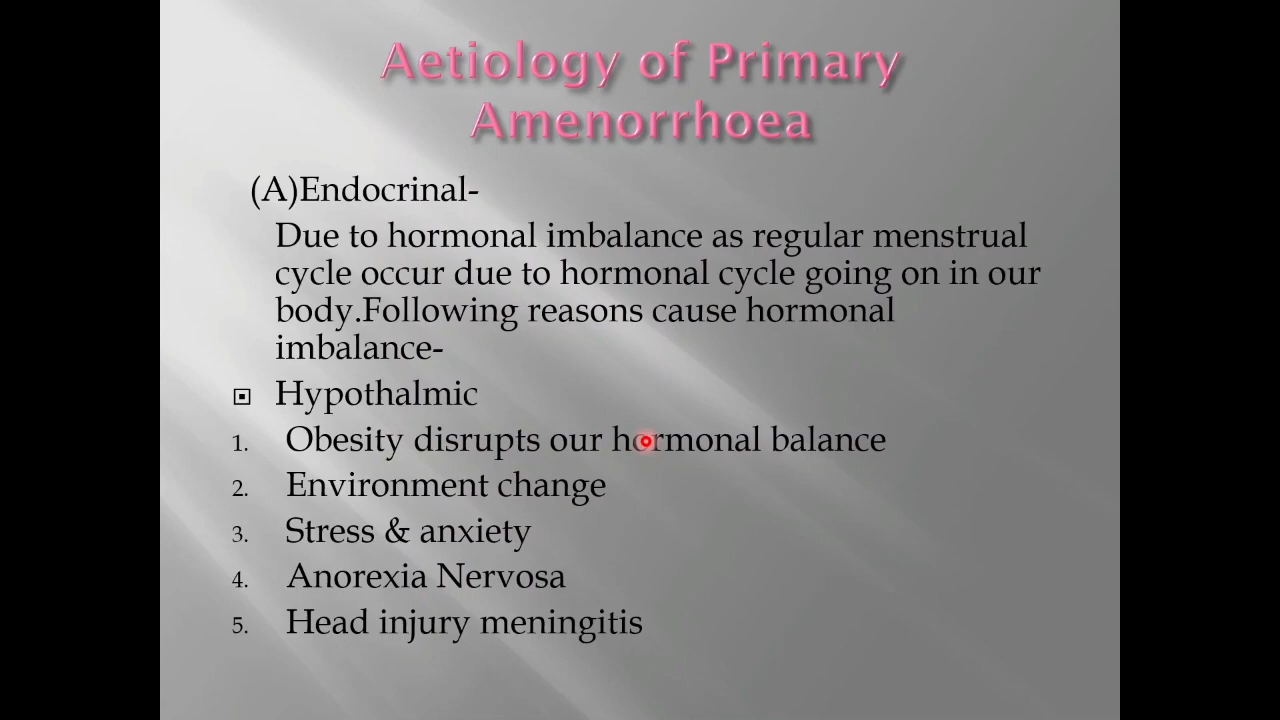 Aetiology of Primary
Amenorrhoea
(A)Endocrinal-
Due to hormonal imbalance as regular menstrual
cycle occur due to hormonal cycle going on in our
body.Following reasons cause hormonal
imbalance-
Hypothalmic
1. Obesity disrupts our hormonal balance
2. Environment change
3. Stress & anxiety
4. Anorexia Nervosa
5. Head injury meningitis